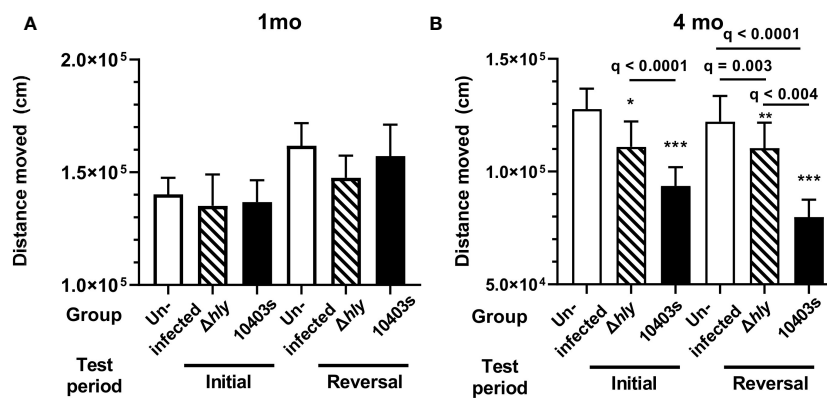 A
1mo
Distance moved (cm)
2.0×10⁵
1.5×10⁵
1.0×10⁵
Group
Un-
infected
Δhly
10403s
Un-
infected
Δhly
10403s
Test
period
Initial
Reversal
B
4 mo
Distance moved (cm)
1.5×10⁵
1.0×10⁵
5.0×10⁴
q < 0.0001
q < 0.0001
q = 0.003
q < 0.004
*
***
**
***
Group
Un-
infected
Δhly
10403s
Un-
infected
Δhly
10403s
Test
period
Initial
Reversal